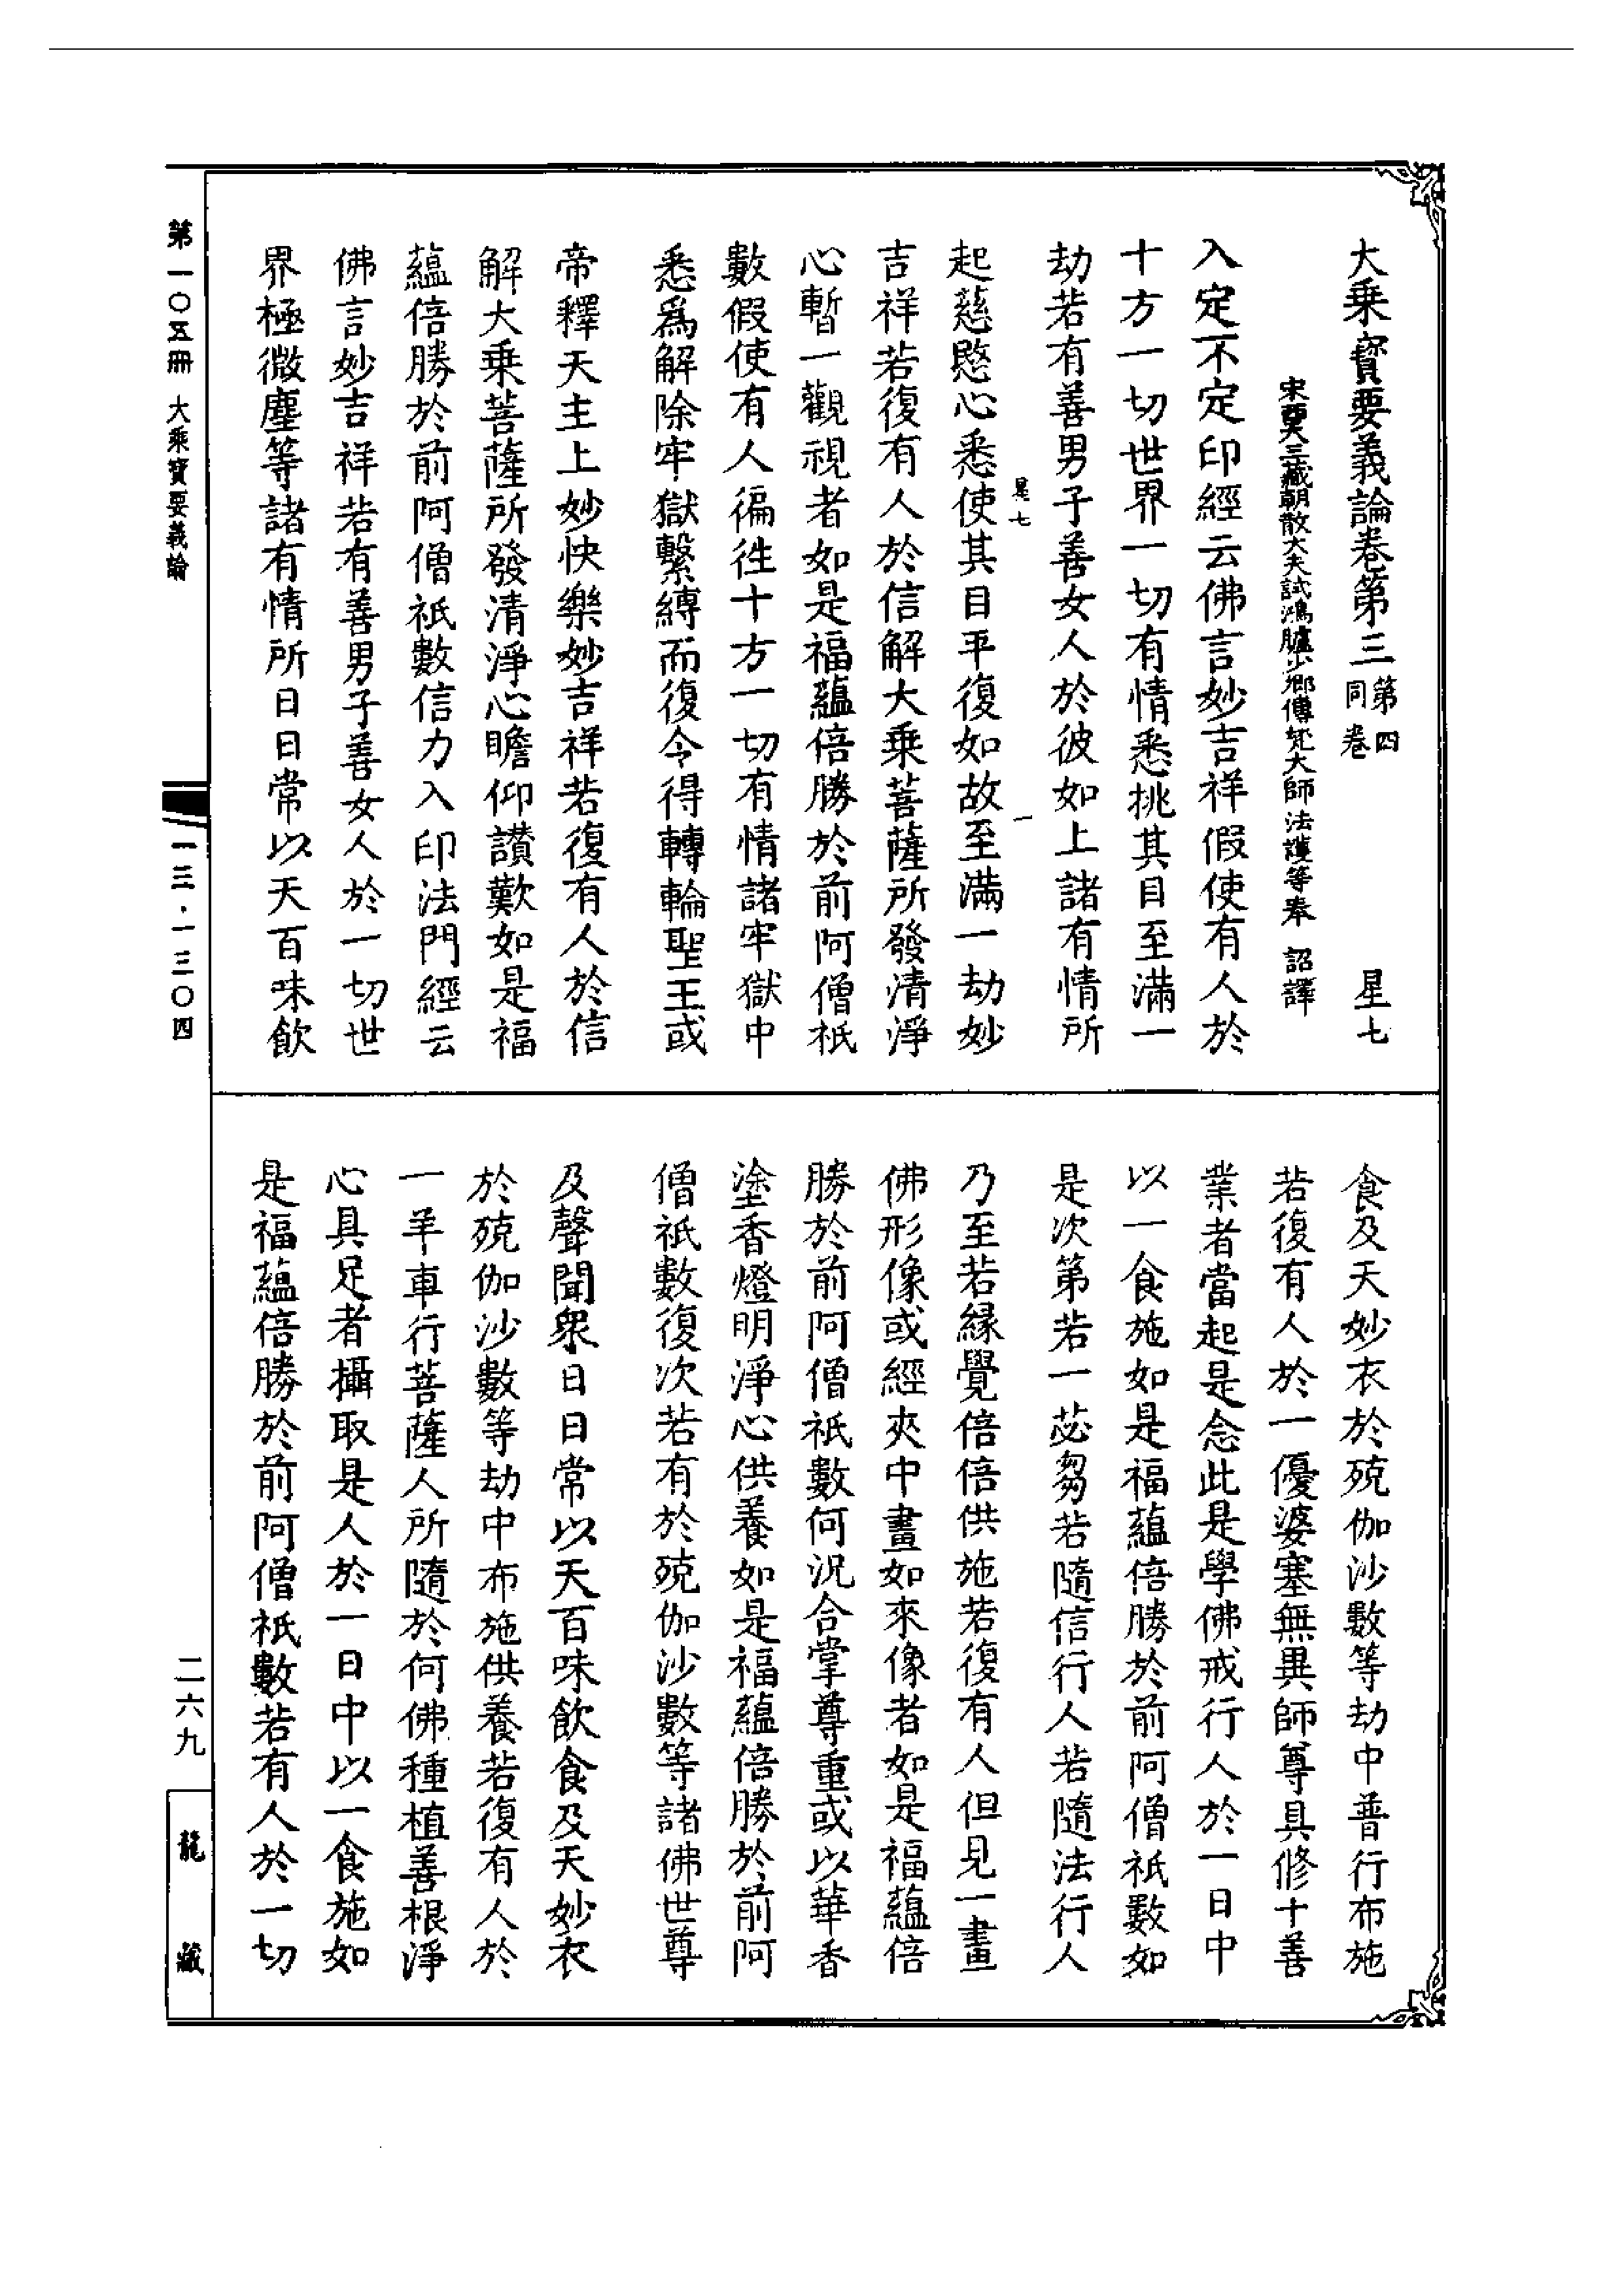 大乘寶要義論卷第三 第四同卷 星七
宋西天三藏朝散大夫試鴻臚少卿傳梵大師法護等奉 詔譯
入定不定印經云佛言妙吉祥假使有人於
十方一切世界一切有情悉挑其目至滿一
劫若有善男子善女人於彼如上諸有情所
星七 一
起慈愍心悉使其目平復如故至滿一劫妙
吉祥若復有人於信解大乘菩薩所發清淨
心暫一觀視者如是福蘊倍勝於前阿僧祇
數假使有人徧往十方一切有情諸牢獄中
悉爲解除牢獄繫縛而復令得轉輪聖王或
帝釋天主上妙快樂妙吉祥若復有人於信
解大乘菩薩所發清淨心瞻仰讚歎如是福
蘊倍勝於前阿僧祇數信力入印法門經云
佛言妙吉祥若有善男子善女人於一切世
界極微塵等諸有情所日日常以天百味飲
食及天妙衣於殑伽沙數等劫中普行布施
若復有人於一優婆塞無異師尊具修十善
業者當起是念此是學佛戒行人於一日中
以一食施如是福蘊倍勝於前阿僧祇數如
是次第若一苾芻若隨信行人若隨法行人
乃至若緣覺倍倍供施若復有人但見一畫
佛形像或經夾中畫如來像者如是福蘊倍
勝於前阿僧祇數何況合掌尊重或以華香
塗香燈明淨心供養如是福蘊倍勝於前阿
僧祇數復次若有於殑伽沙數等諸佛世尊
及聲聞衆日日常以天百味飲食及天妙衣
於殑伽沙數等劫中布施供養若復有人於
一羊車行菩薩人所隨於何佛種植善根淨
心具足者攝取是人於一日中以一食施如
是福蘊倍勝於前阿僧祇數若有人於一切
第一〇五冊 大乘寶要義論
一三·一三〇四
二六九
龍藏